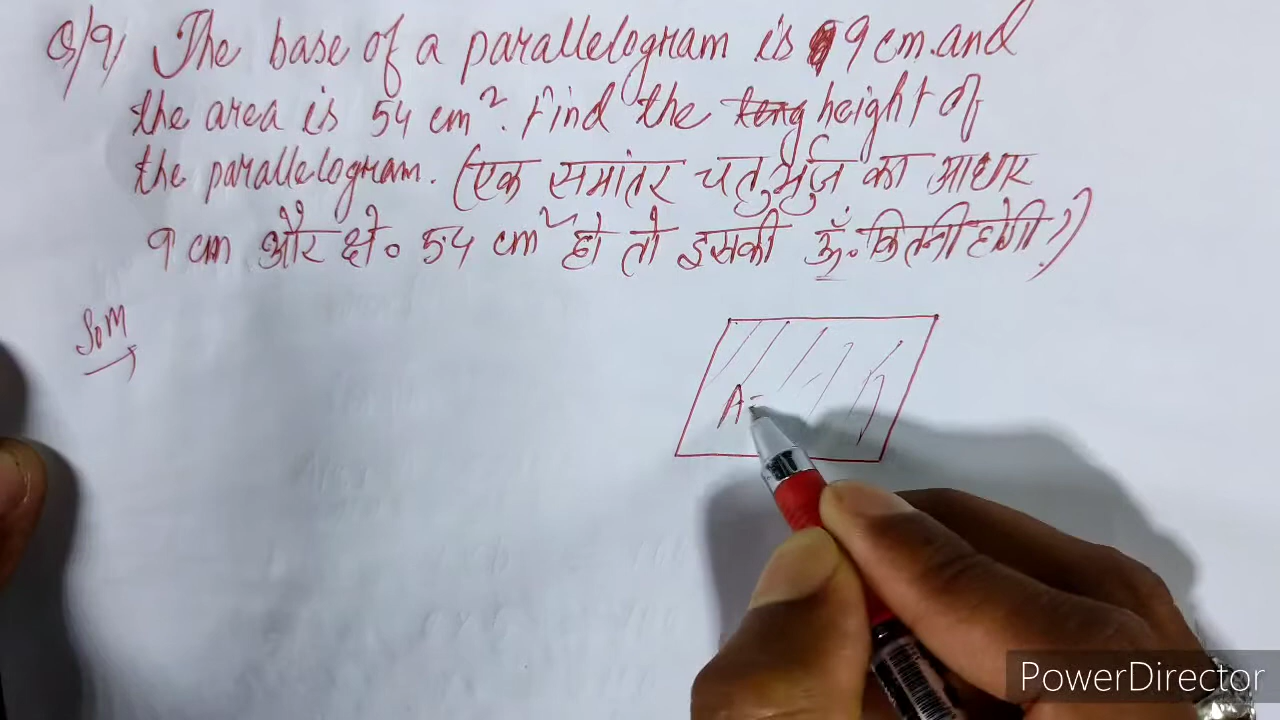 Q/9/ The base of a parallelogram is 9 cm. and
the area is 54 cm². Find the height of
the parallelogram. (एक समांतर चतुर्भुज का आधार
9 cm और क्षे० 54 cm² हो तो इसकी ऊँ० कितनी होगी?)
Solⁿ
A=
PowerDirector